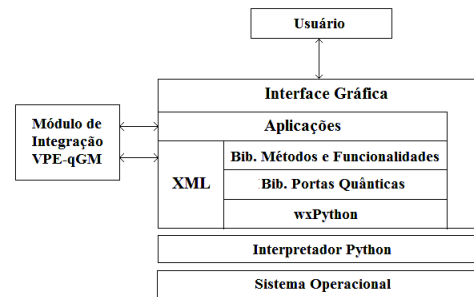 Usuário
Interface Gráfica
Módulo de
Integração
VPE-qGM
Aplicações
XML
Bib. Métodos e Funcionalidades
Bib. Portas Quânticas
wxPython
Interpretador Python
Sistema Operacional